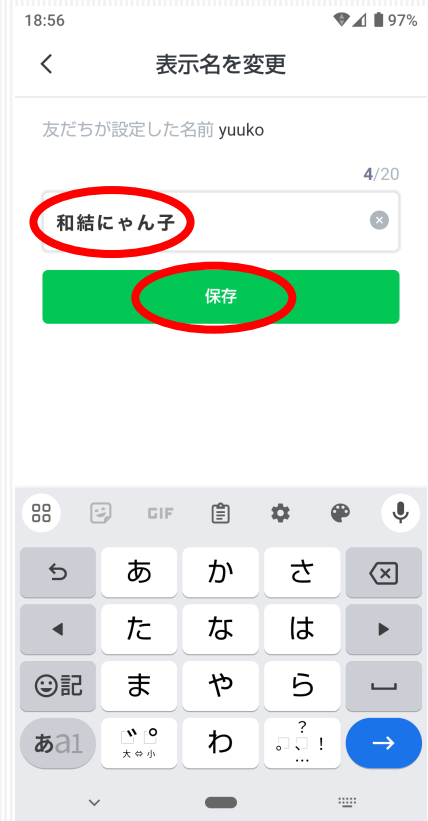 18:56 97%
表示名を変更
友だちが設定した名前 yuuko
4/20
和結にゃん子
保存
GIF
あ か さ
た な は
記 ま や ら
あa1 ゛゜ 大⇔小 わ 。、?!…